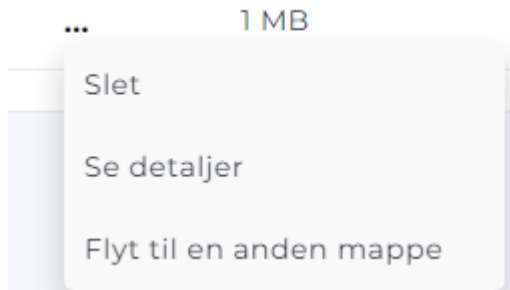 ... 1 MB
Slet
Se detaljer
Flyt til en anden mappe